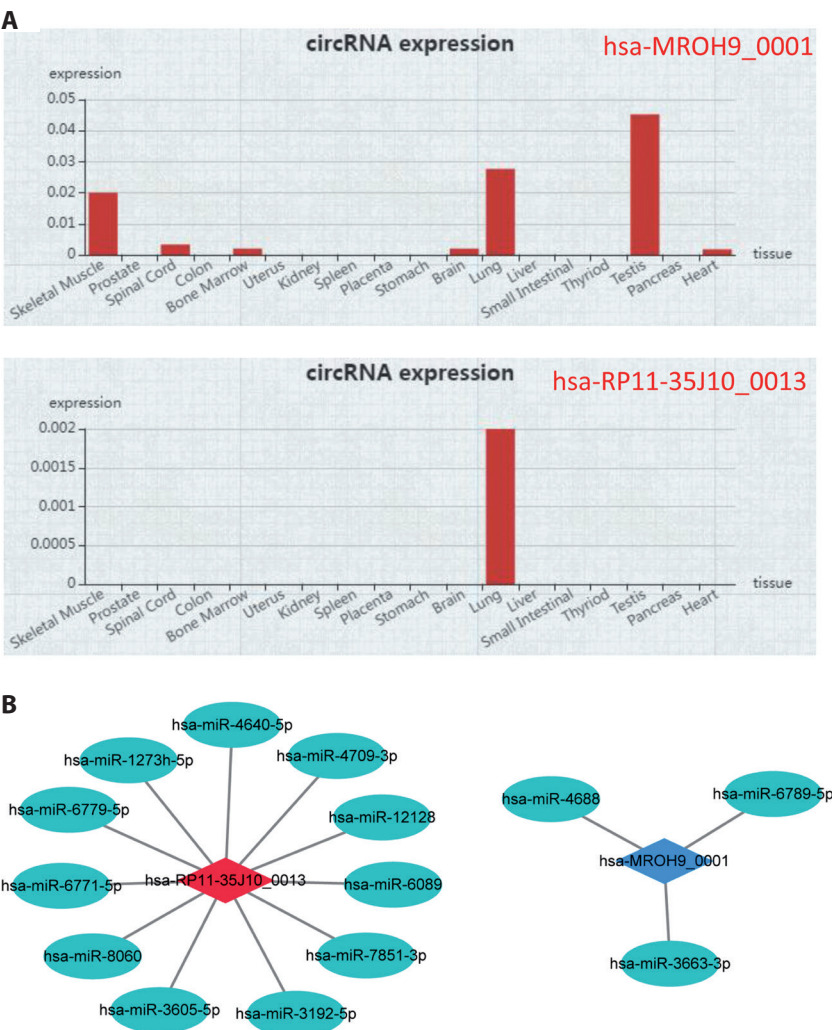 A
circRNA expression
hsa-MROH9_0001
expression
0.05
0.04
0.03
0.02
0.01
0
Skeletal Muscle
Prostate
Spinal Cord
Colon
Bone Marrow
Uterus
Kidney
Spleen
Placenta
Stomach
Brain
Lung
Liver
Small Intestinal
Thyriod
Testis
Pancreas
Heart
tissue
circRNA expression
hsa-RP11-35J10_0013
expression
0.002
0.0015
0.001
0.0005
0
Skeletal Muscle
Prostate
Spinal Cord
Colon
Bone Marrow
Uterus
Kidney
Spleen
Placenta
Stomach
Brain
Lung
Liver
Small Intestinal
Thyriod
Testis
Pancreas
Heart
tissue
B
hsa-miR-4640-5p
hsa-miR-1273h-5p
hsa-miR-4709-3p
hsa-miR-6779-5p
hsa-miR-12128
hsa-miR-6771-5p
hsa-RP11-35J10_0013
hsa-miR-6089
hsa-miR-8060
hsa-miR-7851-3p
hsa-miR-3605-5p
hsa-miR-3192-5p
hsa-miR-4688
hsa-miR-6789-5p
hsa-MROH9_0001
hsa-miR-3663-3p